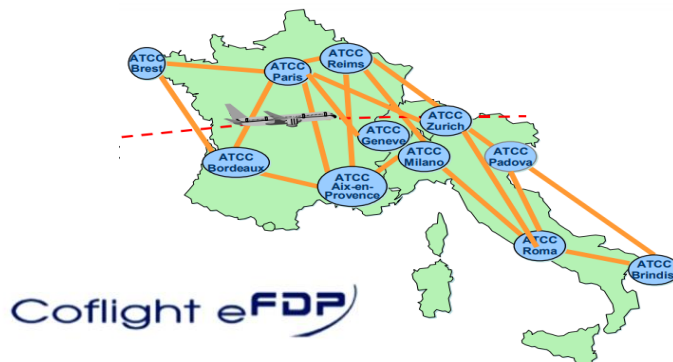 ATCC
Brest
ATCC
Paris
ATCC
Reims
ATCC
Zurich
ATCC
Geneve
ATCC
Milano
ATCC
Padova
ATCC
Bordeaux
ATCC
Aix-en-
Provence
ATCC
Roma
ATCC
Brindis
Coflight eFDP